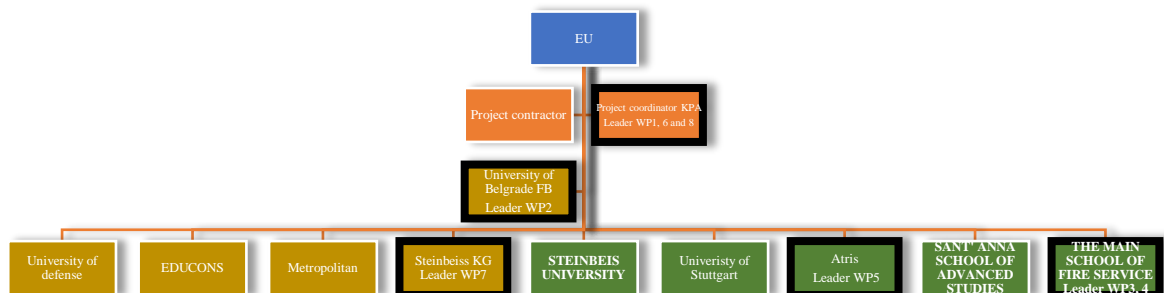 EU
Project contractor
Project coordinator KPA
Leader WP1, 6 and 8
University of
Belgrade FB
Leader WP2
University of
defense
EDUCONS
Metropolitan
Steinbeiss KG
Leader WP7
STEINBEIS
UNIVERSITY
Univeristy of
Stuttgart
Atris
Leader WP5
SANT' ANNA
SCHOOL OF
ADVANCED
STUDIES
THE MAIN
SCHOOL OF
FIRE SERVICE
Leader WP3, 4